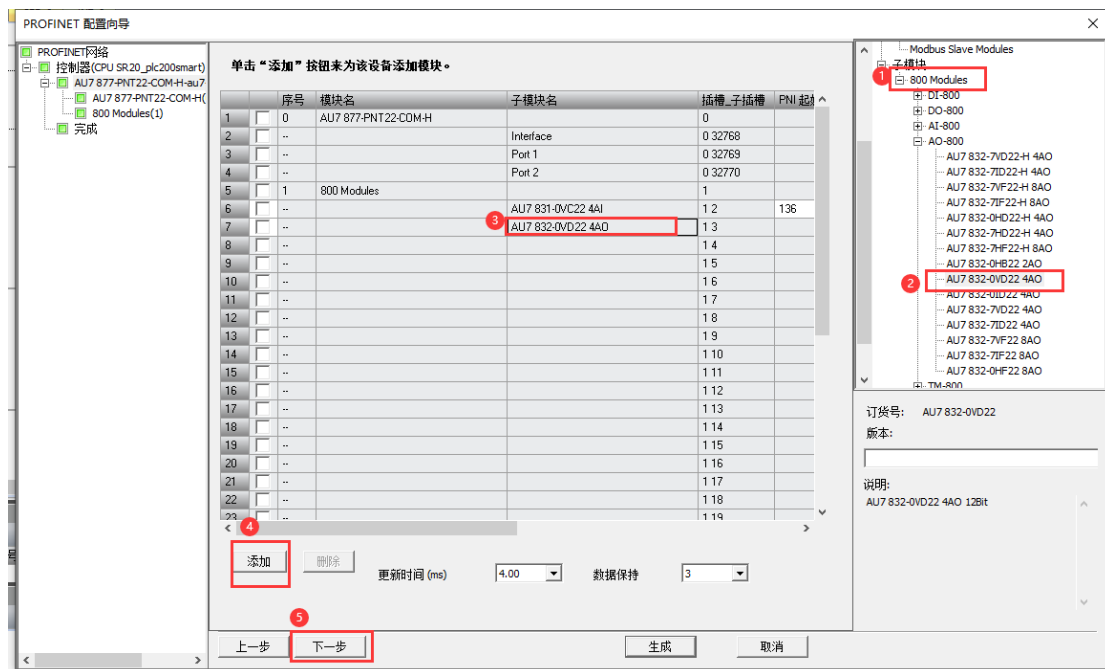 PROFINET 配置向导
PROFINET网络
控制器(CPU SR20_plc200smart)
AU7 877-PNT22-COM-H-au7
AU7 877-PNT22-COM-H(
800 Modules(1)
完成
单击“添加”按钮来为该设备添加模块。
序号 模块名 子模块名 插槽_子插槽 PNI 起始
1 0 AU7 877-PNT22-COM-H 0
2 -- Interface 0 32768
3 -- Port 1 0 32769
4 -- Port 2 0 32770
5 1 800 Modules 1
6 -- AU7 831-0VC22 4AI 1 2 136
3
7 -- AU7 832-0VD22 4AO 1 3
8 -- 1 4
9 -- 1 5
10 -- 1 6
11 -- 1 7
12 -- 1 8
13 -- 1 9
14 -- 1 10
15 -- 1 11
16 -- 1 12
17 -- 1 13
18 -- 1 14
19 -- 1 15
20 -- 1 16
21 -- 1 17
22 -- 1 18
23 -- 1 19
4
添加 删除 更新时间(ms) 4.00 数据保持 3
5
上一步 下一步 生成 取消
Modbus Slave Modules
子模块
1
800 Modules
DI-800
DO-800
AI-800
AO-800
AU7 832-7VD22-H 4AO
AU7 832-7ID22-H 4AO
AU7 832-7VF22-H 8AO
AU7 832-7IF22-H 8AO
AU7 832-0HD22-H 4AO
AU7 832-7HD22-H 4AO
AU7 832-7HF22-H 8AO
AU7 832-0HB22 2AO
2
AU7 832-0VD22 4AO
AU7 832-0ID22 4AO
AU7 832-7VD22 4AO
AU7 832-7ID22 4AO
AU7 832-7VF22 8AO
AU7 832-7IF22 8AO
AU7 832-0HF22 8AO
TM-800
订货号: AU7 832-0VD22
版本:
说明:
AU7 832-0VD22 4AO 12Bit